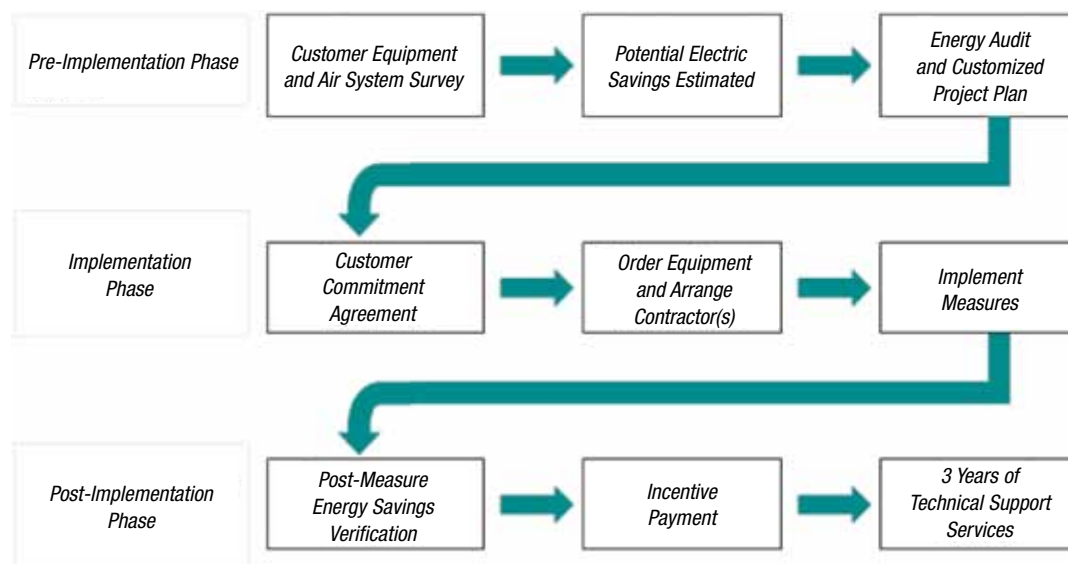 Pre-Implementation Phase
Customer Equipment
and Air System Survey
Potential Electric
Savings Estimated
Energy Audit
and Customized
Project Plan
Implementation
Phase
Customer
Commitment
Agreement
Order Equipment
and Arrange
Contractor(s)
Implement
Measures
Post-Implementation
Phase
Post-Measure
Energy Savings
Verification
Incentive
Payment
3 Years of
Technical Support
Services